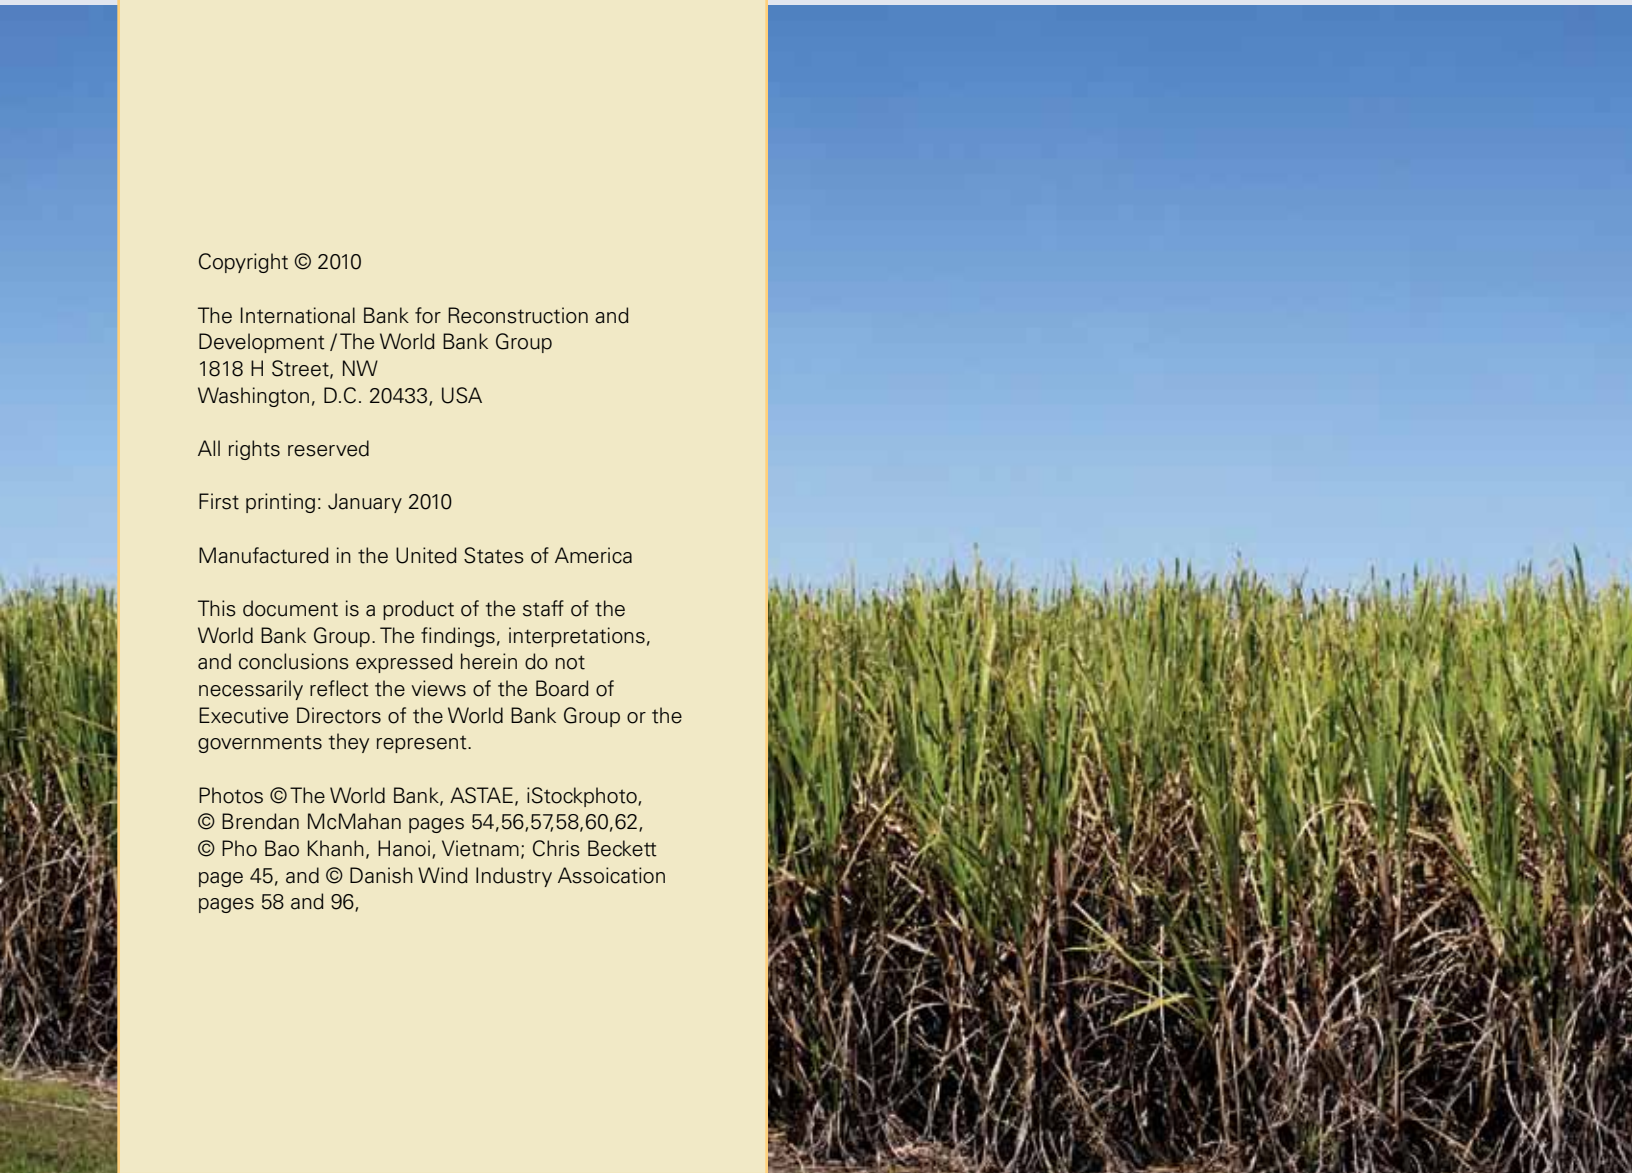 Copyright © 2010
The International Bank for Reconstruction and
Development / The World Bank Group
1818 H Street, NW
Washington, D.C. 20433, USA
All rights reserved
First printing: January 2010
Manufactured in the United States of America
This document is a product of the staff of the
World Bank Group. The findings, interpretations,
and conclusions expressed herein do not
necessarily reflect the views of the Board of
Executive Directors of the World Bank Group or the
governments they represent.
Photos © The World Bank, ASTAE, iStockphoto,
© Brendan McMahan pages 54,56,57,58,60,62,
© Pho Bao Khanh, Hanoi, Vietnam; Chris Beckett
page 45, and © Danish Wind Industry Assoication
pages 58 and 96,